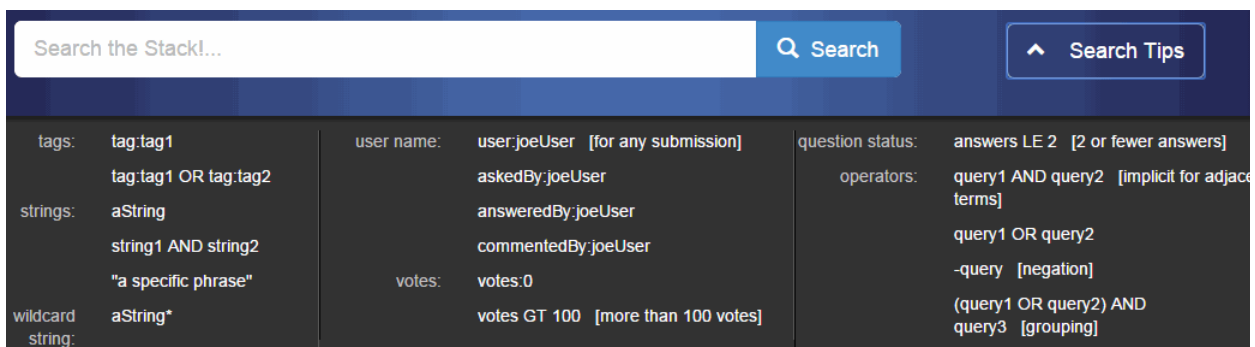 Search the Stack!...
Search
Search Tips
tags: tag:tag1
tag:tag1 OR tag:tag2
strings: aString
string1 AND string2
"a specific phrase"
wildcard string: aString*
user name: user:joeUser [for any submission]
askedBy:joeUser
answeredBy:joeUser
commentedBy:joeUser
votes: votes:0
votes GT 100 [more than 100 votes]
question status: answers LE 2 [2 or fewer answers]
operators: query1 AND query2 [implicit for adjace
terms]
query1 OR query2
-query [negation]
(query1 OR query2) AND
query3 [grouping]